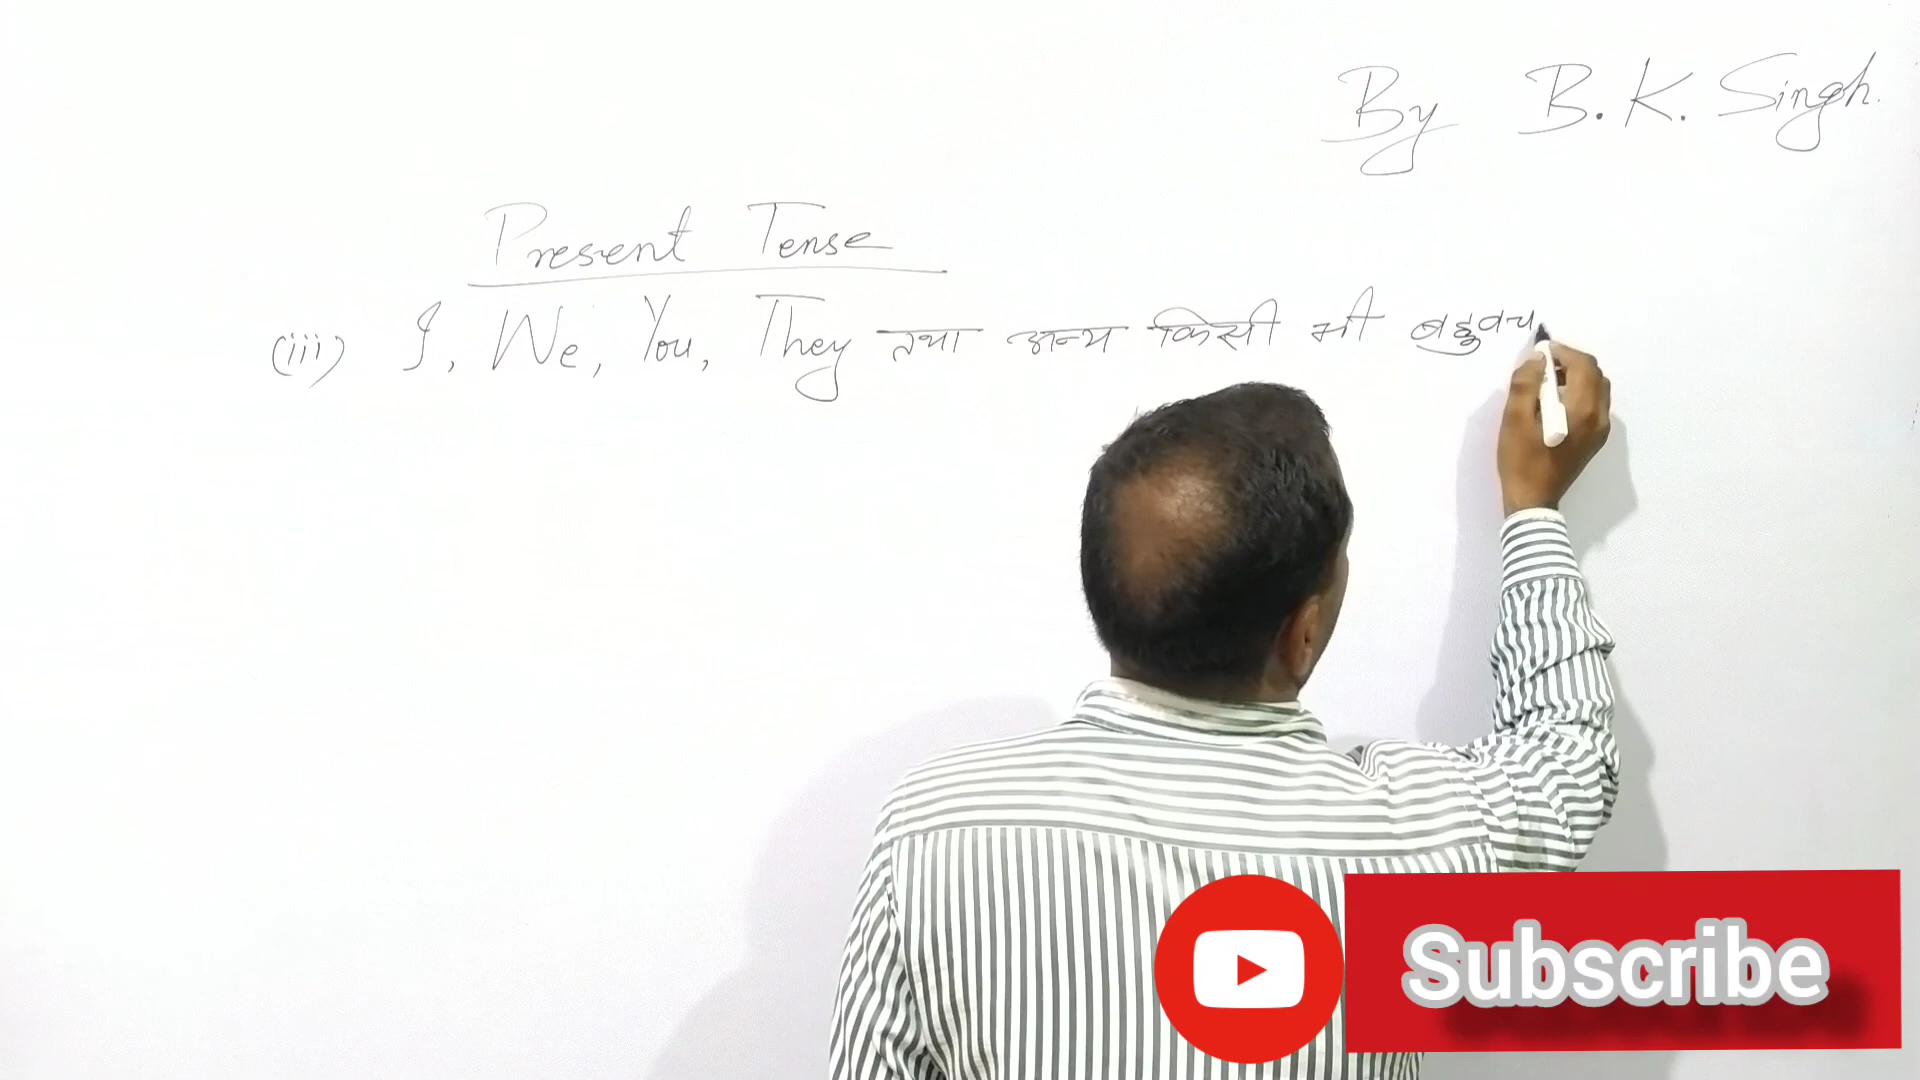 By B. K. Singh.
Present Tense
(iii) I, We, You, They तथा अन्य किसी भी बहुवच
Subscribe